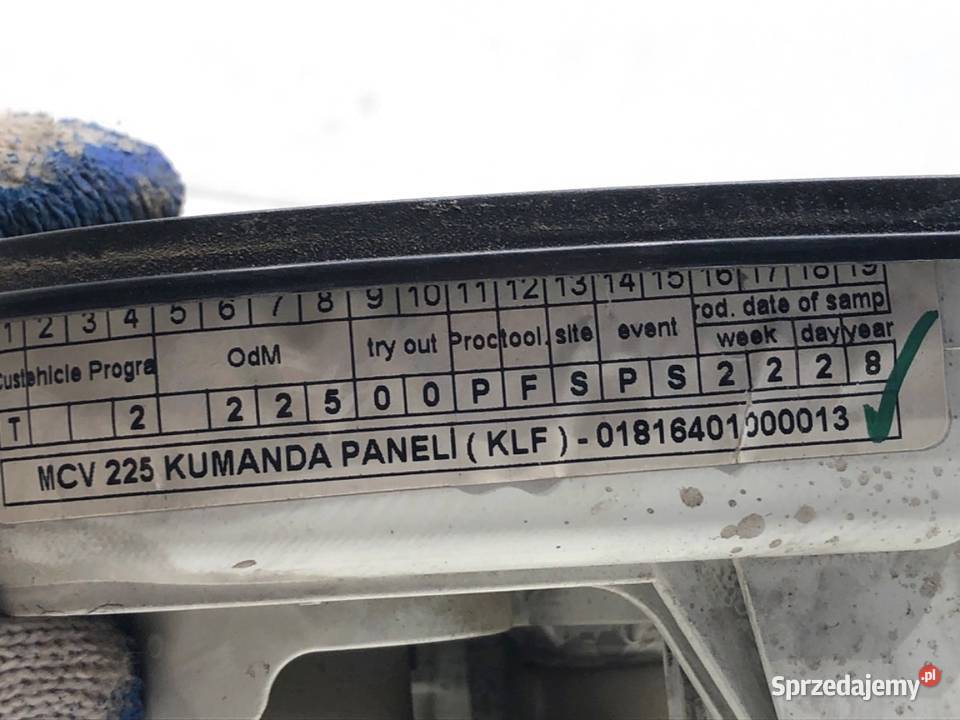 1 2 3 4 5 6 7 8 9 10 11 12 13 14 15 16 17 18 19
ust ehicle Progra OdM try out Proc tool. site event rod. date of samp
week day year
T 2 2 2 5 0 0 P F S P S 2 2 2 8
MCV 225 KUMANDA PANELİ ( KLF ) - 01816401000013
Sprzedajemy.pl